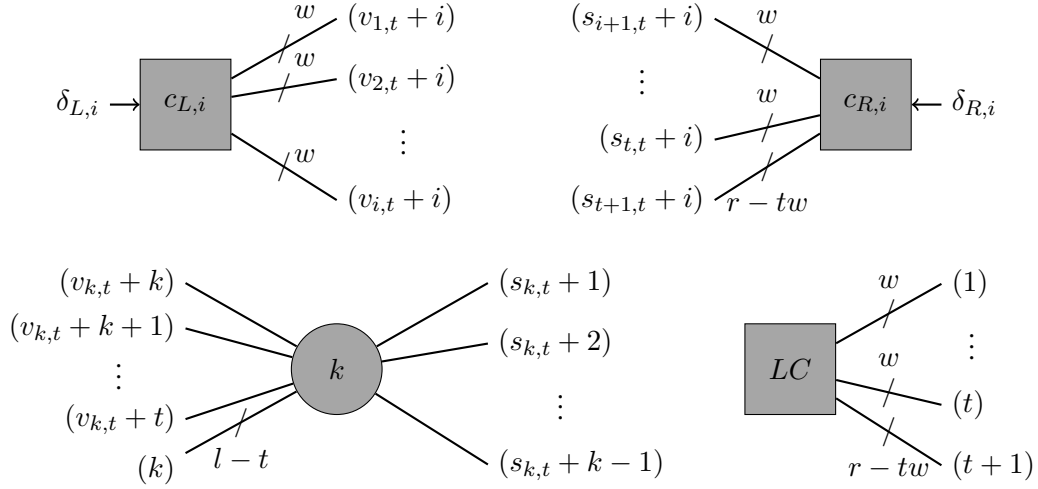 w
(v_{1,t} + i)
w
(v_{2,t} + i)
δ_{L,i}
c_{L,i}
⋮
w
(v_{i,t} + i)
(s_{i+1,t} + i)
w
⋮
w
c_{R,i}
δ_{R,i}
(s_{t,t} + i)
(s_{t+1,t} + i)
r − tw
(v_{k,t} + k)
(v_{k,t} + k + 1)
⋮
(v_{k,t} + t)
(k)
l − t
k
(s_{k,t} + 1)
(s_{k,t} + 2)
⋮
(s_{k,t} + k − 1)
LC
w
(1)
⋮
w
(t)
r − tw
(t + 1)